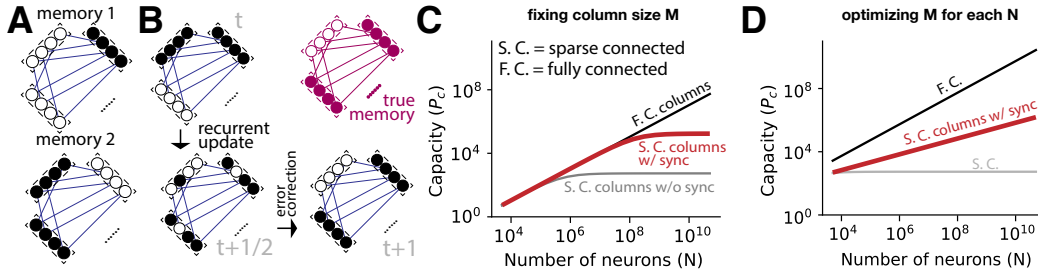 A
memory 1
memory 2
B
t
true
memory
recurrent
update
error
correction
t+1/2
t+1
C
fixing column size M
S. C. = sparse connected
F. C. = fully connected
Capacity (P_c)
10^8
10^4
10^0
F. C. columns
S. C. columns
w/ sync
S. C. columns w/o sync
10^4 10^6 10^8 10^10
Number of neurons (N)
D
optimizing M for each N
Capacity (P_c)
10^8
10^4
10^0
F. C.
S. C. columns w/ sync
S. C.
10^4 10^6 10^8 10^10
Number of neurons (N)